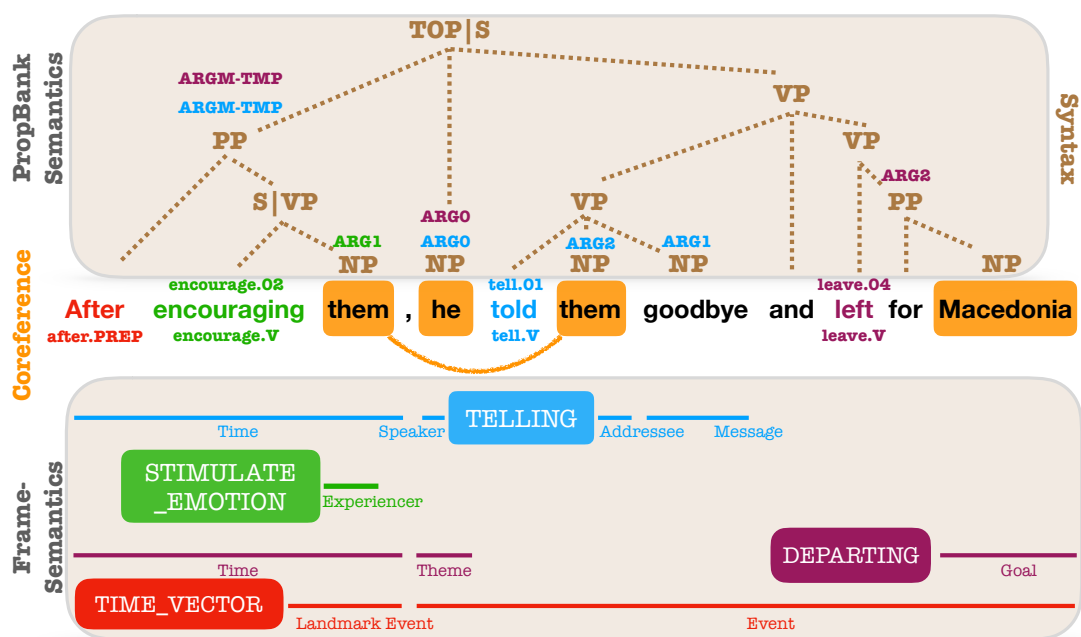 TOP|S
ARGM-TMP
ARGM-TMP
VP
PP
VP
ARG2
S|VP
VP
PP
ARG0
ARG1
ARG0
ARG2
ARG1
NP
NP
NP
NP
NP
PropBank
Semantics
Syntax
Coreference
encourage.02
tell.01
leave.04
After encouraging them , he told them goodbye and left for Macedonia
after.PREP
encourage.V
tell.V
leave.V
Frame-
Semantics
TELLING
Time
Speaker
Addressee
Message
STIMULATE
_EMOTION
Experiencer
DEPARTING
Time
Theme
Goal
TIME_VECTOR
Landmark Event
Event